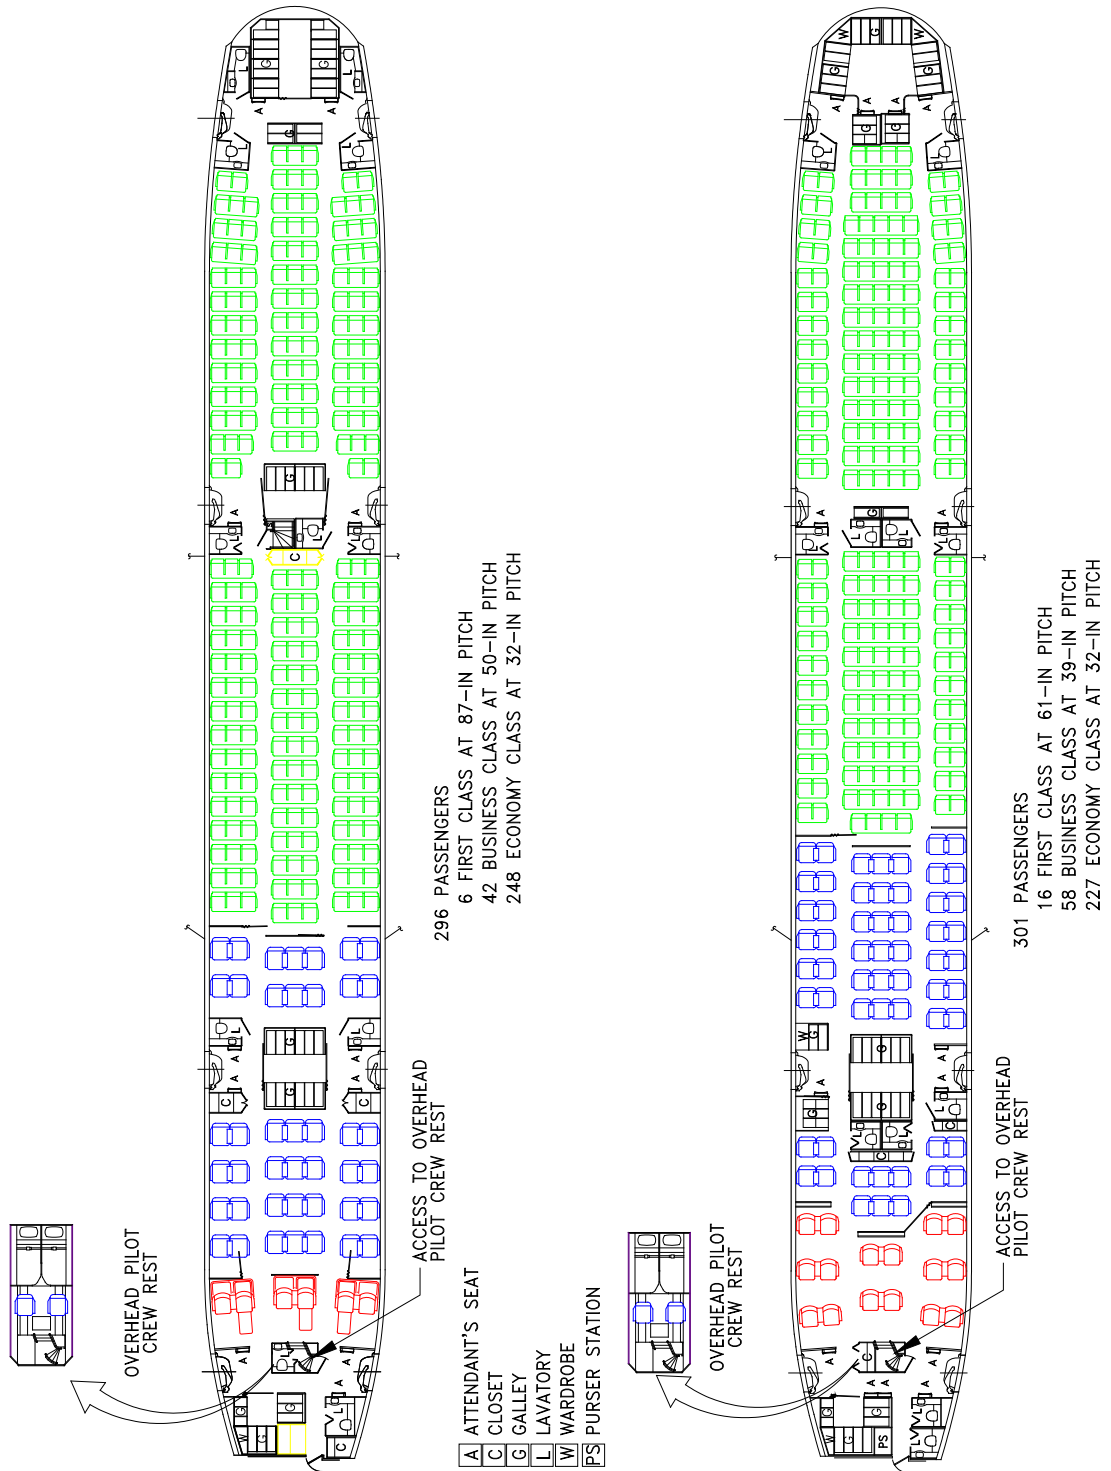 296 PASSENGERS
6 FIRST CLASS AT 87-IN PITCH
42 BUSINESS CLASS AT 50-IN PITCH
248 ECONOMY CLASS AT 32-IN PITCH
OVERHEAD PILOT
CREW REST
ACCESS TO OVERHEAD
PILOT CREW REST
A ATTENDANT'S SEAT
C CLOSET
G GALLEY
L LAVATORY
W WARDROBE
PS PURSER STATION
301 PASSENGERS
16 FIRST CLASS AT 61-IN PITCH
58 BUSINESS CLASS AT 39-IN PITCH
227 ECONOMY CLASS AT 32-IN PITCH
OVERHEAD PILOT
CREW REST
ACCESS TO OVERHEAD
PILOT CREW REST